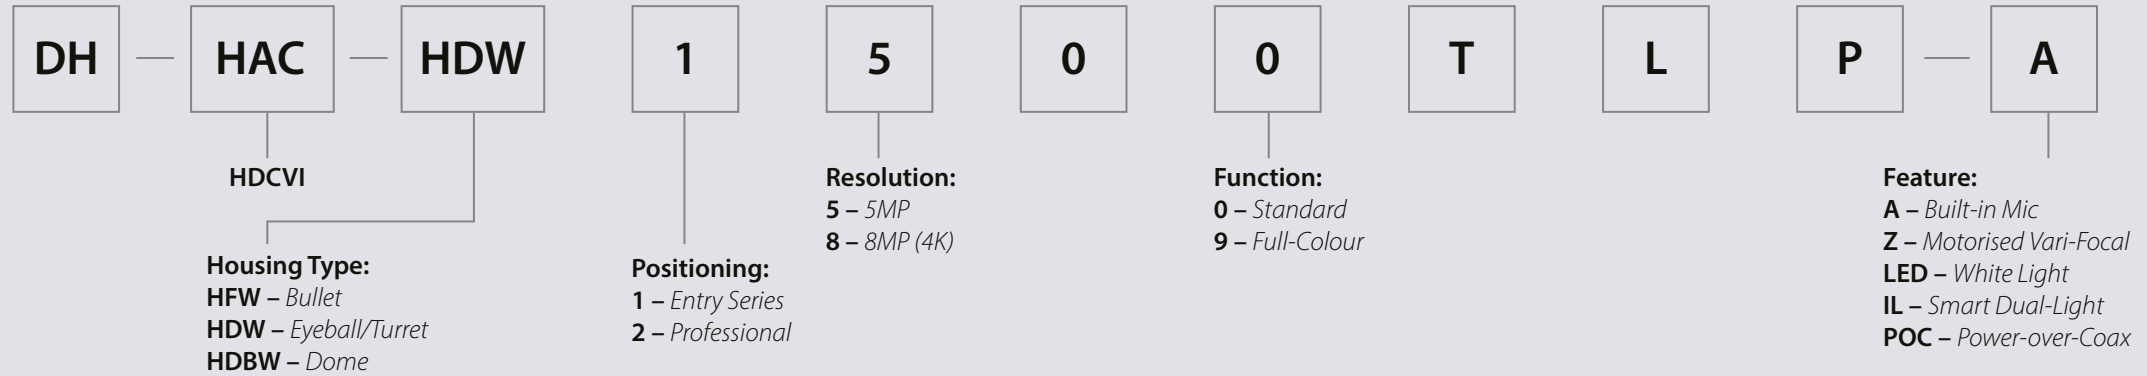 DH — HAC — HDW 1 5 0 0 T L P — A
HDCVI
Housing Type:
HFW – Bullet
HDW – Eyeball/Turret
HDBW – Dome
Positioning:
1 – Entry Series
2 – Professional
Resolution:
5 – 5MP
8 – 8MP (4K)
Function:
0 – Standard
9 – Full-Colour
Feature:
A – Built-in Mic
Z – Motorised Vari-Focal
LED – White Light
IL – Smart Dual-Light
POC – Power-over-Coax